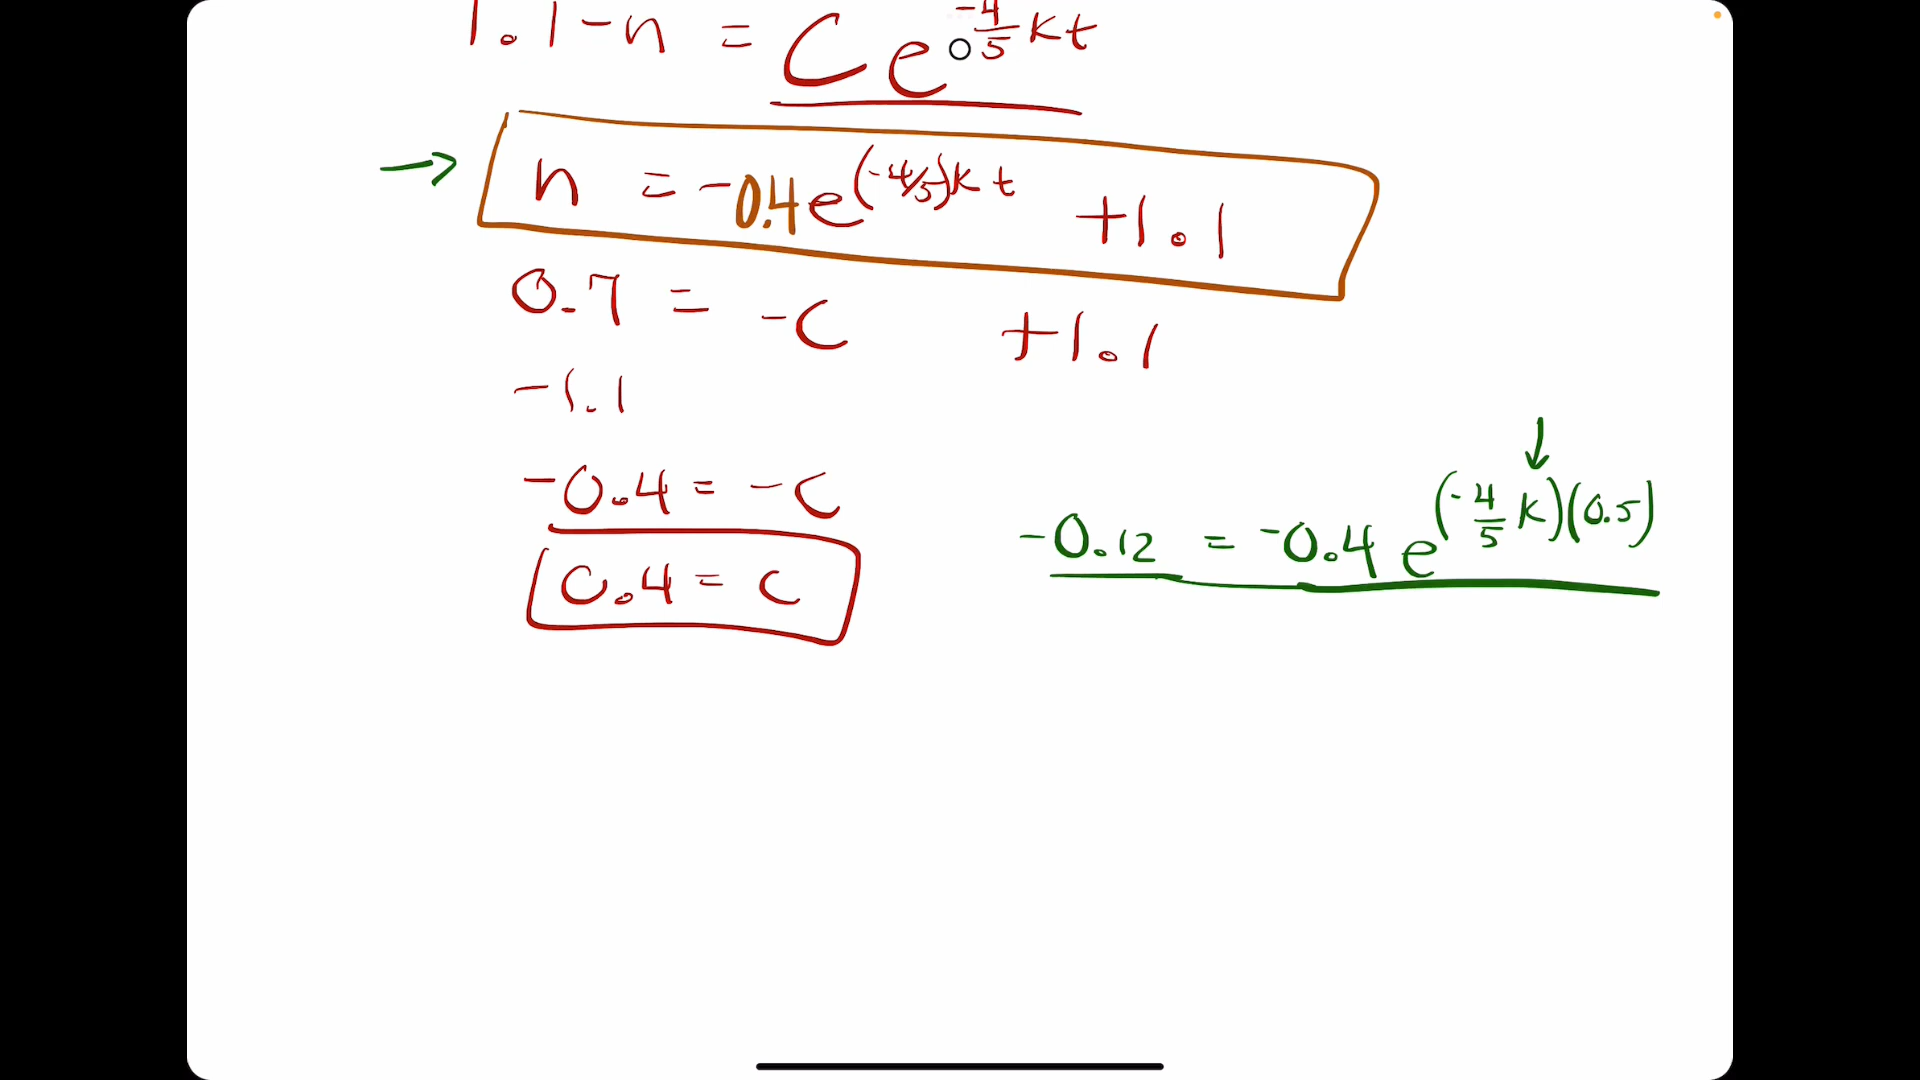 1.1-n = Ce^{-4/5 kt}
n = -0.4e^{(-4/5)kt} +1.1
0.7 = -C +1.1
-1.1
-0.4 = -C
0.4 = C
-0.12 = -0.4 e^{(-4/5 k)(0.5)}